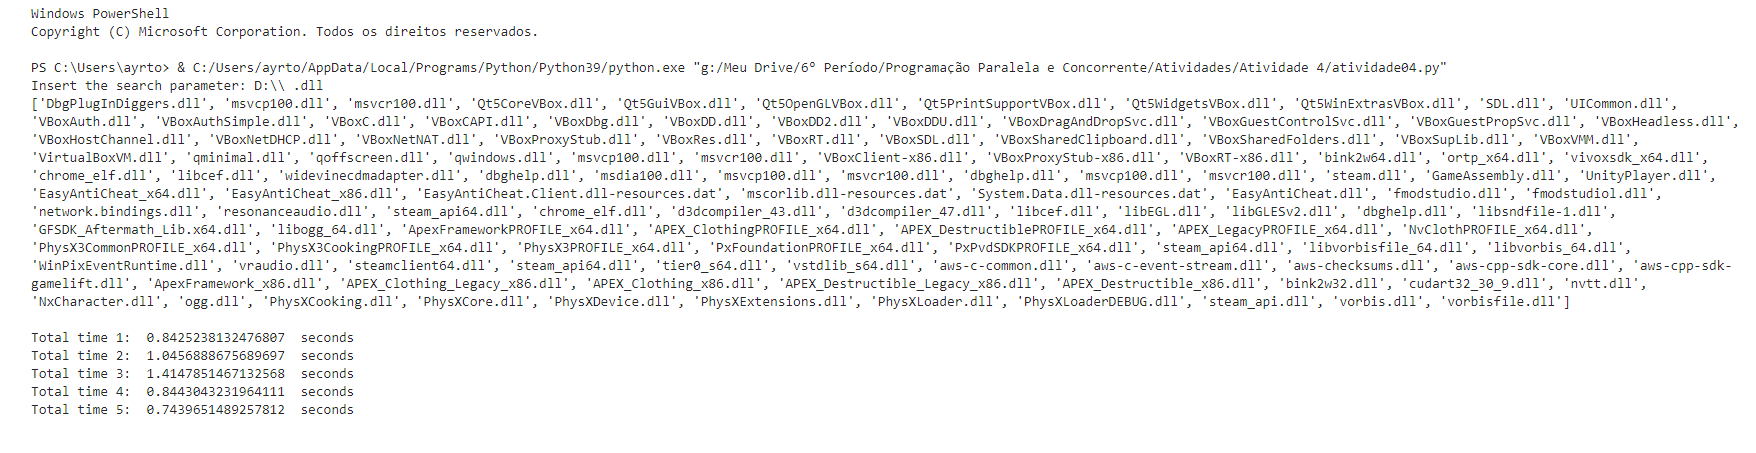 Windows PowerShell
Copyright (C) Microsoft Corporation. Todos os direitos reservados.
PS C:\Users\ayrto> & C:/Users/ayrto/AppData/Local/Programs/Python/Python39/python.exe "g:/Meu Drive/6º Período/Programação Paralela e Concorrente/Atividades/Atividade 4/atividade04.py"
Insert the search parameter: D:\\ .dll
['DbgPlugInDiggers.dll', 'msvcp100.dll', 'msvcr100.dll', 'Qt5CoreVBox.dll', 'Qt5GuiVBox.dll', 'Qt5OpenGLVBox.dll', 'Qt5PrintSupportVBox.dll', 'Qt5WidgetsVBox.dll', 'Qt5WinExtrasVBox.dll', 'SDL.dll', 'UICommon.dll',
'VBoxAuth.dll', 'VBoxAuthSimple.dll', 'VBoxC.dll', 'VBoxCAPI.dll', 'VBoxDbg.dll', 'VBoxDD.dll', 'VBoxDD2.dll', 'VBoxDDU.dll', 'VBoxDragAndDropSvc.dll', 'VBoxGuestControlSvc.dll', 'VBoxGuestPropSvc.dll', 'VBoxHeadless.dll',
'VBoxHostChannel.dll', 'VBoxNetDHCP.dll', 'VBoxNetNAT.dll', 'VBoxProxyStub.dll', 'VBoxRes.dll', 'VBoxRT.dll', 'VBoxSDL.dll', 'VBoxSharedClipboard.dll', 'VBoxSharedFolders.dll', 'VBoxSupLib.dll', 'VBoxVMM.dll',
'VirtualBoxVM.dll', 'qminimal.dll', 'qoffscreen.dll', 'qwindows.dll', 'msvcp100.dll', 'msvcr100.dll', 'VBoxClient-x86.dll', 'VBoxProxyStub-x86.dll', 'VBoxRT-x86.dll', 'bink2w64.dll', 'ortp_x64.dll', 'vivoxsdk_x64.dll',
'chrome_elf.dll', 'libcef.dll', 'widevinecdmadapter.dll', 'dbghelp.dll', 'msdia100.dll', 'msvcp100.dll', 'msvcr100.dll', 'dbghelp.dll', 'msvcp100.dll', 'msvcr100.dll', 'steam.dll', 'GameAssembly.dll', 'UnityPlayer.dll',
'EasyAntiCheat_x64.dll', 'EasyAntiCheat_x86.dll', 'EasyAntiCheat.Client.dll-resources.dat', 'mscorlib.dll-resources.dat', 'System.Data.dll-resources.dat', 'EasyAntiCheat.dll', 'fmodstudio.dll', 'fmodstudiol.dll',
'network.bindings.dll', 'resonanceaudio.dll', 'steam_api64.dll', 'chrome_elf.dll', 'd3dcompiler_43.dll', 'd3dcompiler_47.dll', 'libcef.dll', 'libEGL.dll', 'libGLESv2.dll', 'dbghelp.dll', 'libsndfile-1.dll',
'GFSDK_Aftermath_Lib.x64.dll', 'libogg_64.dll', 'ApexFrameworkPROFILE_x64.dll', 'APEX_ClothingPROFILE_x64.dll', 'APEX_DestructiblePROFILE_x64.dll', 'APEX_LegacyPROFILE_x64.dll', 'NvClothPROFILE_x64.dll',
'PhysX3CommonPROFILE_x64.dll', 'PhysX3CookingPROFILE_x64.dll', 'PhysX3PROFILE_x64.dll', 'PxFoundationPROFILE_x64.dll', 'PxPvdSDKPROFILE_x64.dll', 'steam_api64.dll', 'libvorbisfile_64.dll', 'libvorbis_64.dll',
'WinPixEventRuntime.dll', 'vraudio.dll', 'steamclient64.dll', 'steam_api64.dll', 'tier0_s64.dll', 'vstdlib_s64.dll', 'aws-c-common.dll', 'aws-c-event-stream.dll', 'aws-checksums.dll', 'aws-cpp-sdk-core.dll', 'aws-cpp-sdk-
gamelift.dll', 'ApexFramework_x86.dll', 'APEX_Clothing_Legacy_x86.dll', 'APEX_Clothing_x86.dll', 'APEX_Destructible_Legacy_x86.dll', 'APEX_Destructible_x86.dll', 'bink2w32.dll', 'cudart32_30_9.dll', 'nvtt.dll',
'NxCharacter.dll', 'ogg.dll', 'PhysXCooking.dll', 'PhysXCore.dll', 'PhysXDevice.dll', 'PhysXExtensions.dll', 'PhysXLoader.dll', 'PhysXLoaderDEBUG.dll', 'steam_api.dll', 'vorbis.dll', 'vorbisfile.dll']
Total time 1:  0.8425238132476807  seconds
Total time 2:  1.0456888675689697  seconds
Total time 3:  1.4147851467132568  seconds
Total time 4:  0.8443043231964111  seconds
Total time 5:  0.7439651489257812  seconds